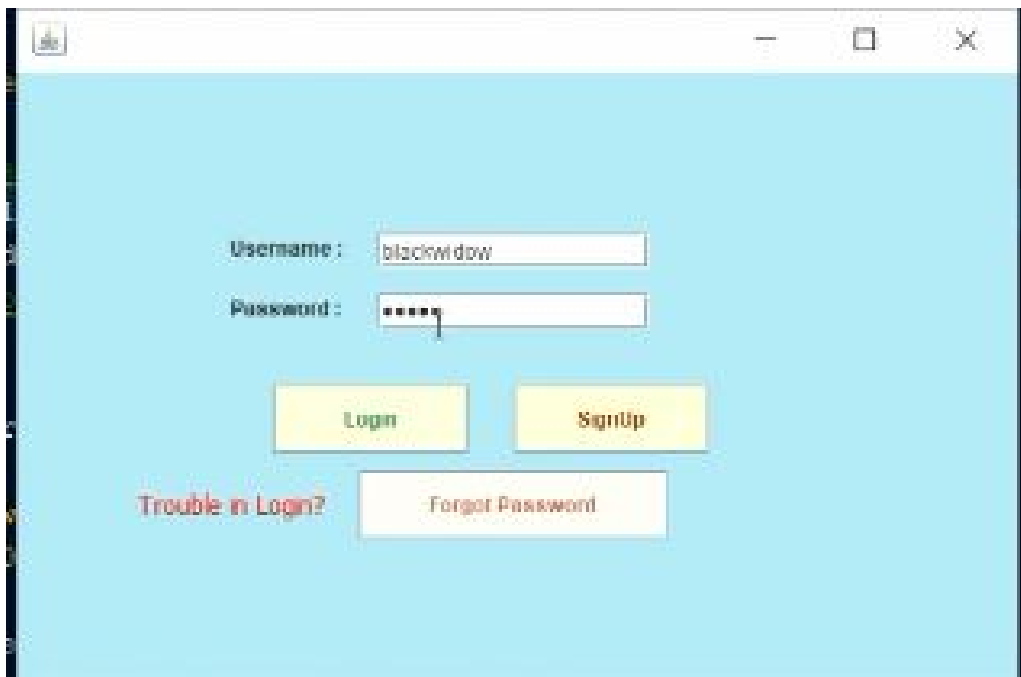 Username :
blackwidow
Password :
•••••
Login
SignUp
Trouble in Login?
Forgot Password